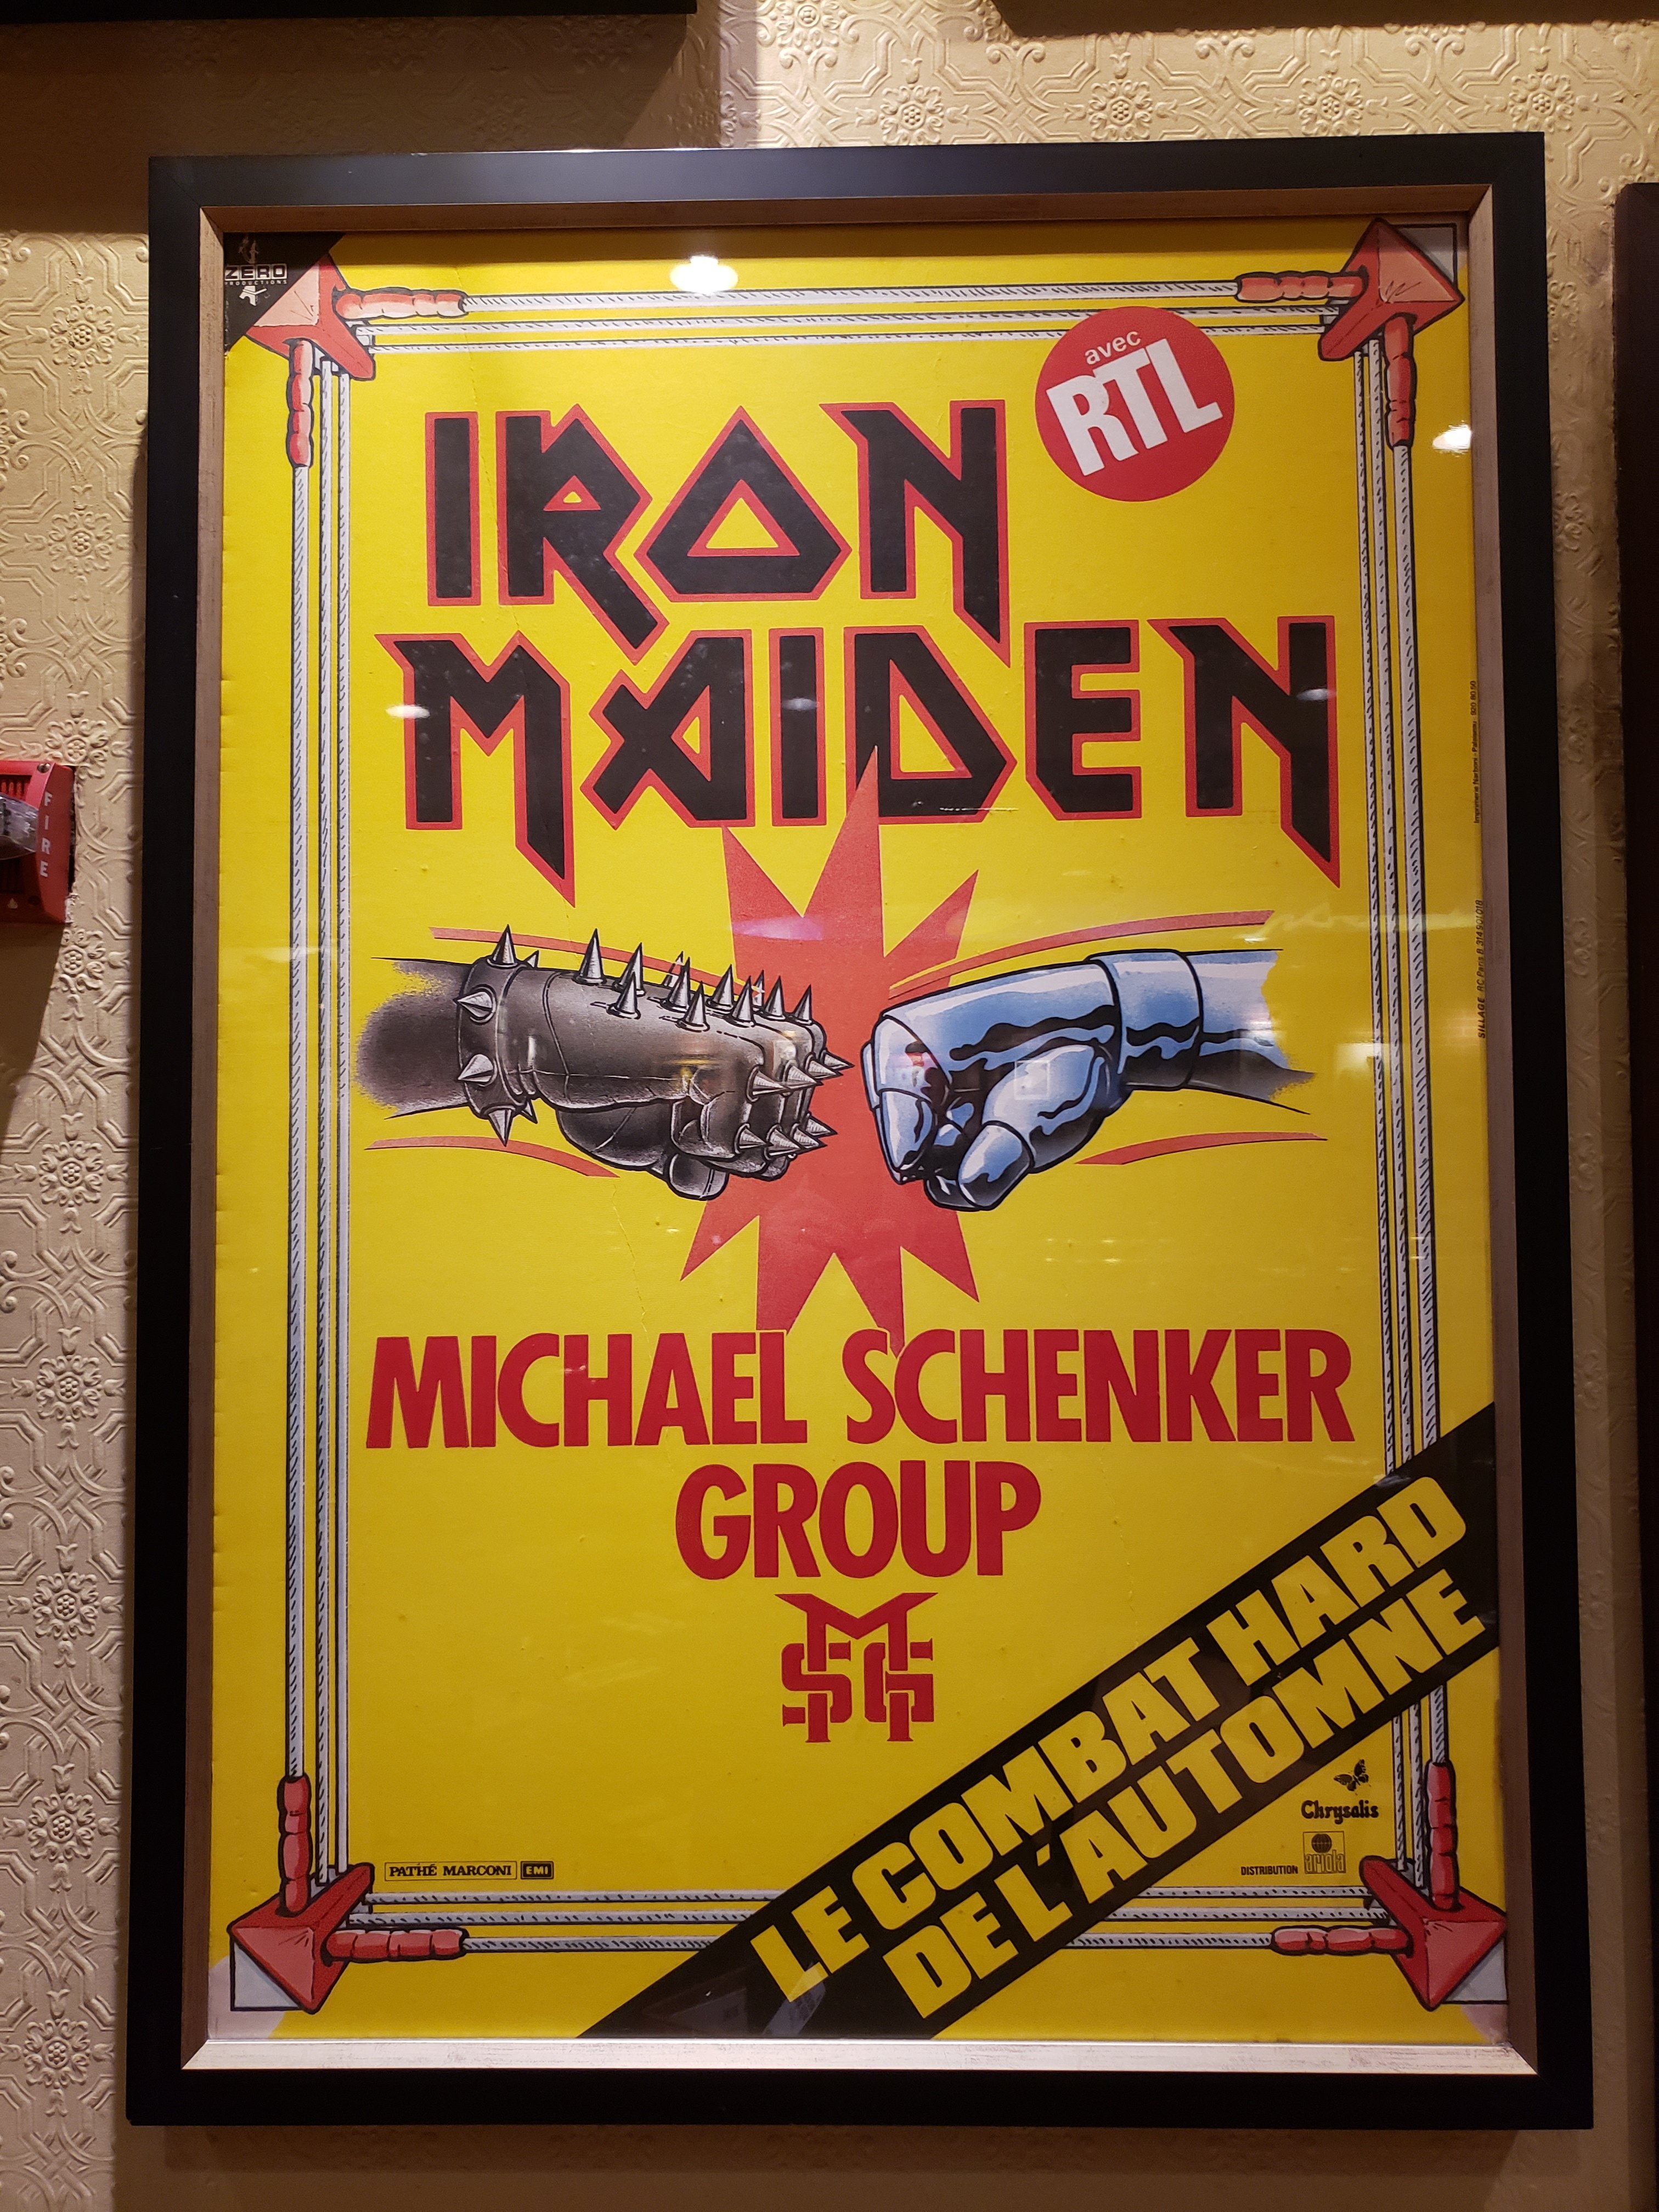 ZERO
PRODUCTIONS
avec
RTL
IRON
MAIDEN
MICHAEL SCHENKER
GROUP
MSG
LE COMBAT HARD
DE L'AUTOMNE
Chrysalis
DISTRIBUTION ariola
PATHÉ MARCONI EMI
FIRE